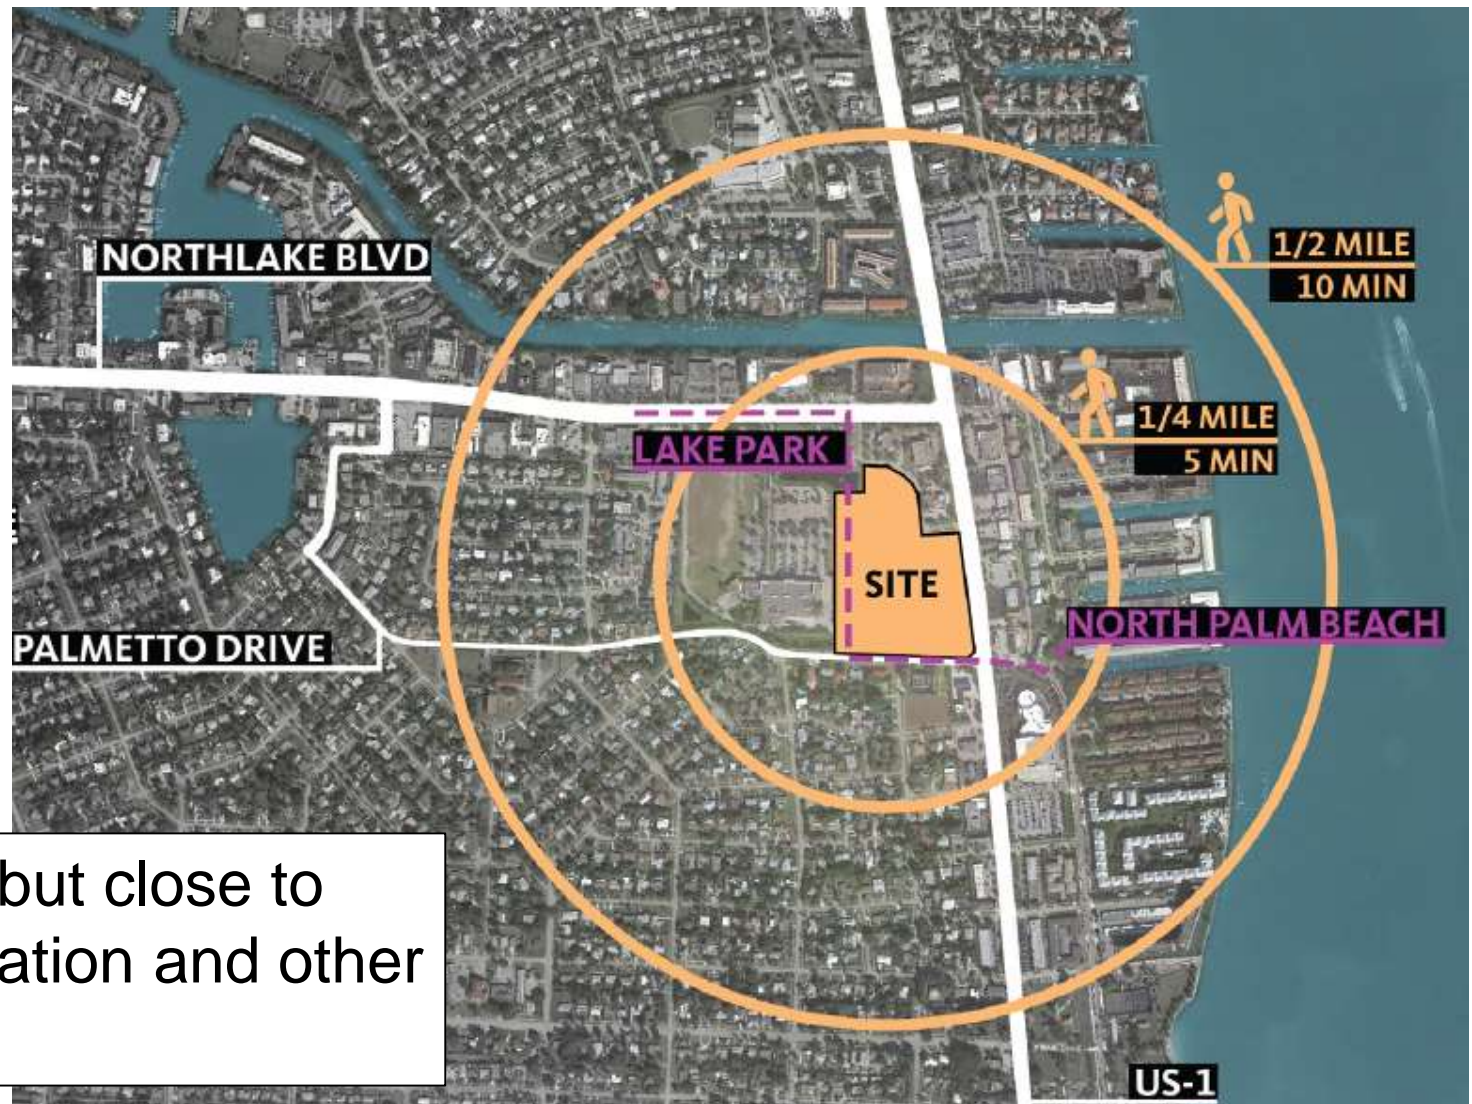 NORTHLAKE BLVD
1/2 MILE
10 MIN
1/4 MILE
5 MIN
LAKE PARK
SITE
NORTH PALM BEACH
PALMETTO DRIVE
but close to
ation and other
US-1